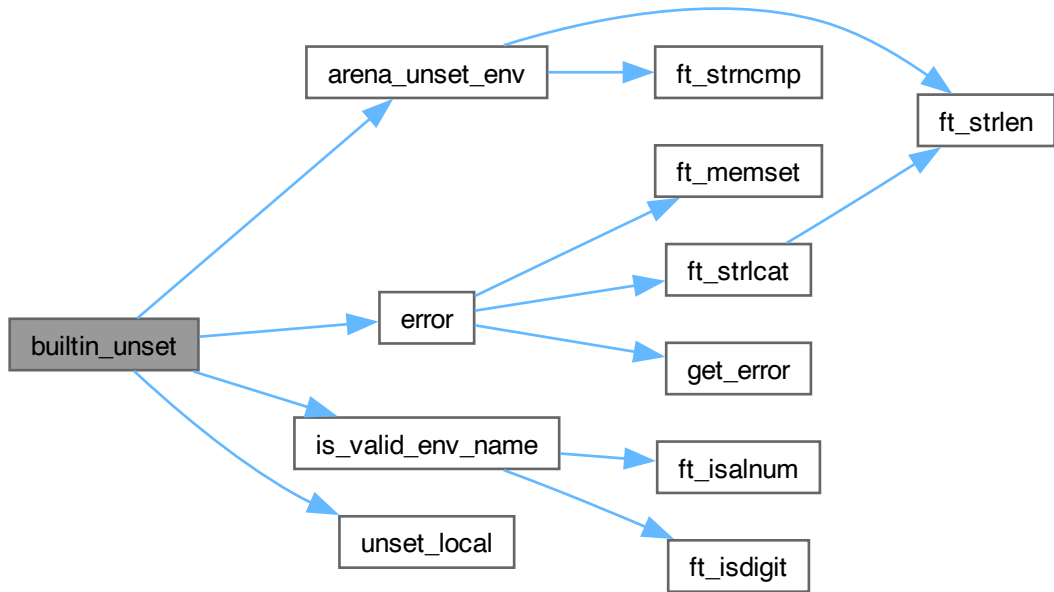 arena_unset_env
ft_strncmp
ft_strlen
ft_memset
ft_strlcat
error
builtin_unset
get_error
is_valid_env_name
ft_isalnum
unset_local
ft_isdigit